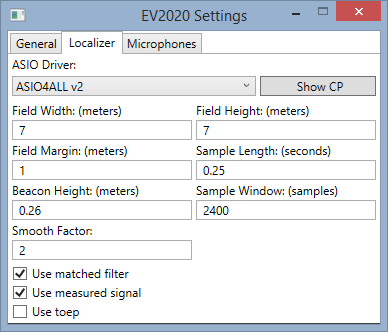 EV2020 Settings
General Localizer Microphones
ASIO Driver:
ASIO4ALL v2 Show CP
Field Width: (meters) Field Height: (meters)
7 7
Field Margin: (meters) Sample Length: (seconds)
1 0.25
Beacon Height: (meters) Sample Window: (samples)
0.26 2400
Smooth Factor:
2
Use matched filter
Use measured signal
Use toep